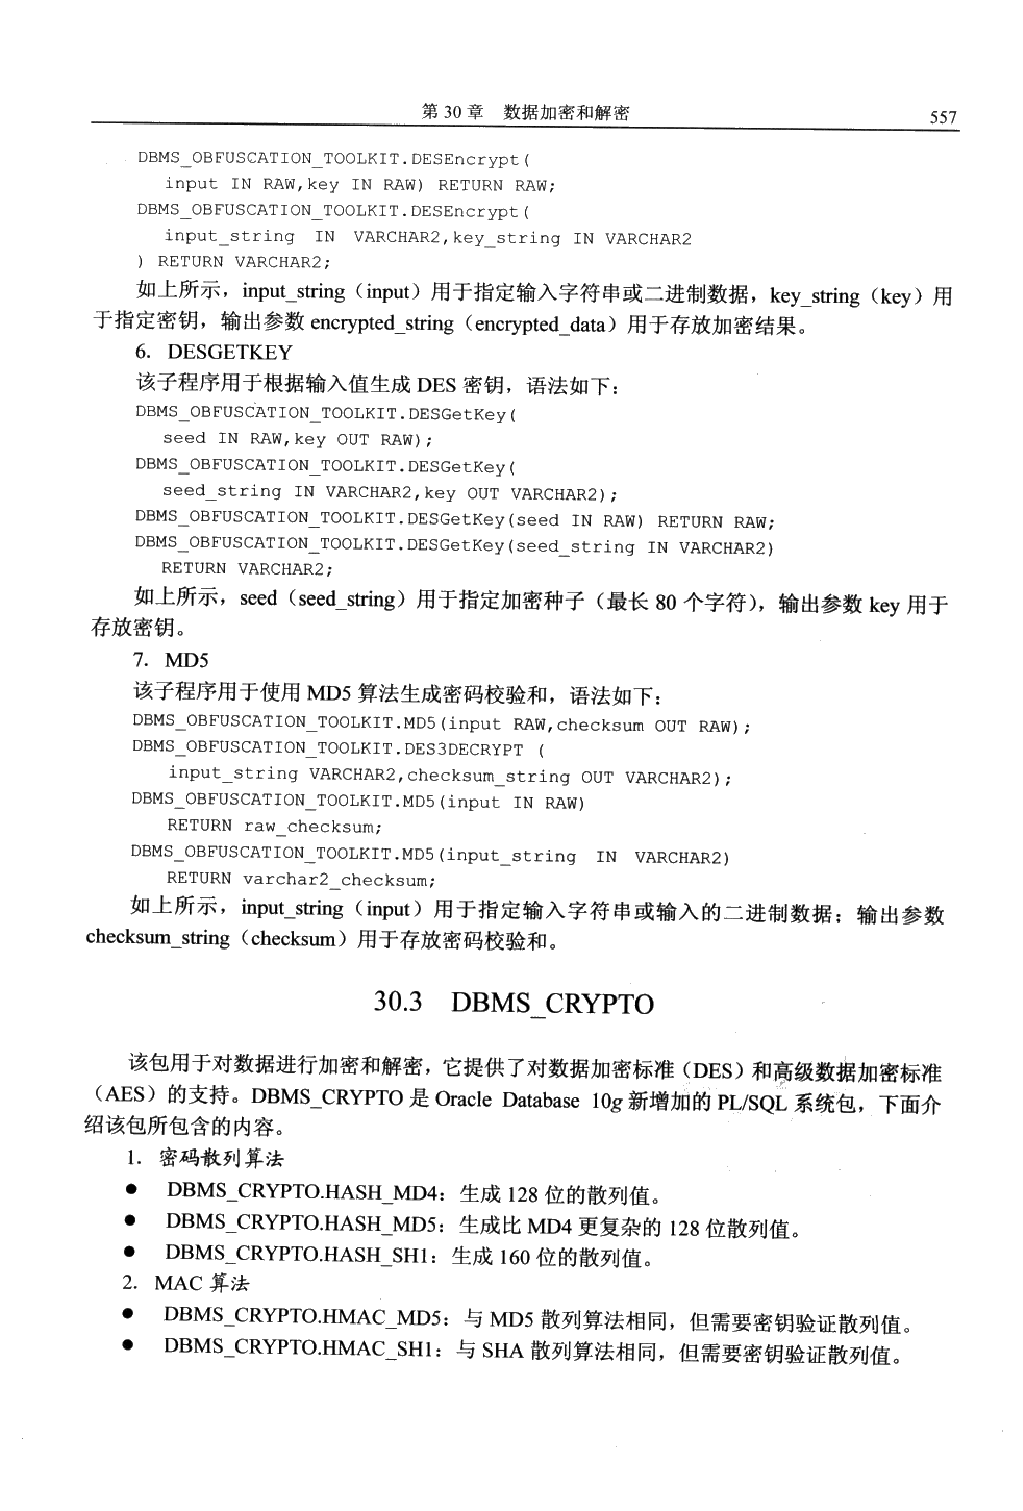 第 30 章 数据加密和解密 557
DBMS_OBFUSCATION_TOOLKIT.DESEncrypt(
input IN RAW,key IN RAW) RETURN RAW;
DBMS_OBFUSCATION_TOOLKIT.DESEncrypt(
input_string IN VARCHAR2,key_string IN VARCHAR2
) RETURN VARCHAR2;
如上所示，input_string（input）用于指定输入字符串或二进制数据，key_string（key）用
于指定密钥，输出参数 encrypted_string（encrypted_data）用于存放加密结果。
6. DESGETKEY
该子程序用于根据输入值生成 DES 密钥，语法如下：
DBMS_OBFUSCATION_TOOLKIT.DESGetKey(
seed IN RAW,key OUT RAW);
DBMS_OBFUSCATION_TOOLKIT.DESGetKey(
seed_string IN VARCHAR2,key OUT VARCHAR2);
DBMS_OBFUSCATION_TOOLKIT.DESGetKey(seed IN RAW) RETURN RAW;
DBMS_OBFUSCATION_TOOLKIT.DESGetKey(seed_string IN VARCHAR2)
RETURN VARCHAR2;
如上所示，seed（seed_string）用于指定加密种子（最长 80 个字符），输出参数 key 用于
存放密钥。
7. MD5
该子程序用于使用 MD5 算法生成密码校验和，语法如下：
DBMS_OBFUSCATION_TOOLKIT.MD5(input RAW,checksum OUT RAW);
DBMS_OBFUSCATION_TOOLKIT.DES3DECRYPT (
input_string VARCHAR2,checksum_string OUT VARCHAR2);
DBMS_OBFUSCATION_TOOLKIT.MD5(input IN RAW)
RETURN raw_checksum;
DBMS_OBFUSCATION_TOOLKIT.MD5(input_string IN VARCHAR2)
RETURN varchar2_checksum;
如上所示，input_string（input）用于指定输入字符串或输入的二进制数据；输出参数
checksum_string（checksum）用于存放密码校验和。
30.3 DBMS_CRYPTO
该包用于对数据进行加密和解密，它提供了对数据加密标准（DES）和高级数据加密标准
（AES）的支持。DBMS_CRYPTO 是 Oracle Database 10g 新增加的 PL/SQL 系统包，下面介
绍该包所包含的内容。
1. 密码散列算法
● DBMS_CRYPTO.HASH_MD4：生成 128 位的散列值。
● DBMS_CRYPTO.HASH_MD5：生成比 MD4 更复杂的 128 位散列值。
● DBMS_CRYPTO.HASH_SH1：生成 160 位的散列值。
2. MAC 算法
● DBMS_CRYPTO.HMAC_MD5：与 MD5 散列算法相同，但需要密钥验证散列值。
● DBMS_CRYPTO.HMAC_SH1：与 SHA 散列算法相同，但需要密钥验证散列值。